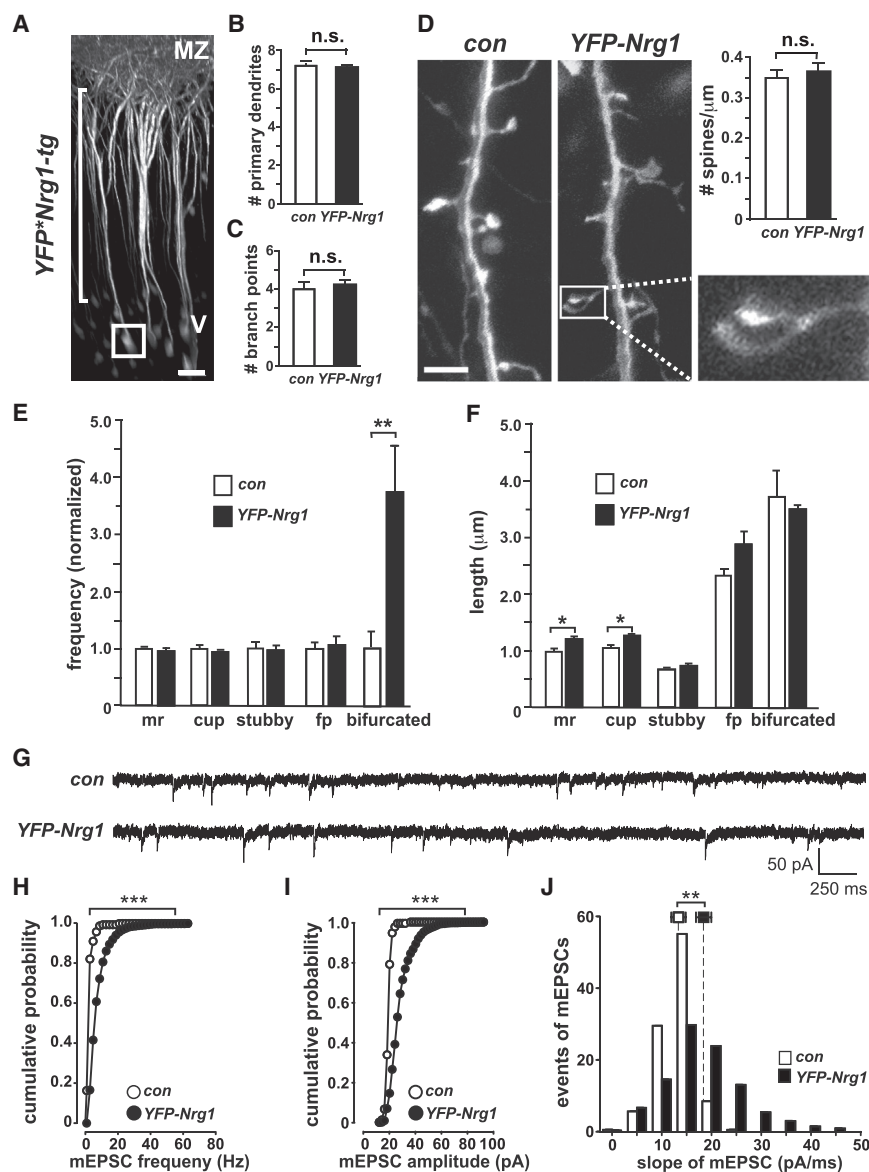 A
MZ
YFP*Nrg1-tg
V
B
n.s.
8
6
4
2
0
# primary dendrites
con YFP-Nrg1
C
n.s.
8
6
4
2
0
# branch points
con YFP-Nrg1
D
con
YFP-Nrg1
n.s.
0.4
0.3
0.2
0.1
0
# spines/μm
con YFP-Nrg1
E
5.0
4.0
3.0
2.0
1.0
0
frequency (normalized)
**
con
YFP-Nrg1
mr cup stubby fp bifurcated
F
5.0
4.0
3.0
2.0
1.0
0
length (μm)
con
YFP-Nrg1
*
*
mr cup stubby fp bifurcated
G
con
YFP-Nrg1
50 pA
250 ms
H
***
1.0
0.8
0.6
0.4
0.2
0
cumulative probability
con
YFP-Nrg1
0 20 40 60 80
mEPSC frequeny (Hz)
I
***
1.0
0.8
0.6
0.4
0.2
0
cumulative probability
con
YFP-Nrg1
0 20 40 60 80 100
mEPSC amplitude (pA)
J
**
60
40
20
0
events of mEPSCs
con
YFP-Nrg1
0 10 20 30 40 50
slope of mEPSC (pA/ms)